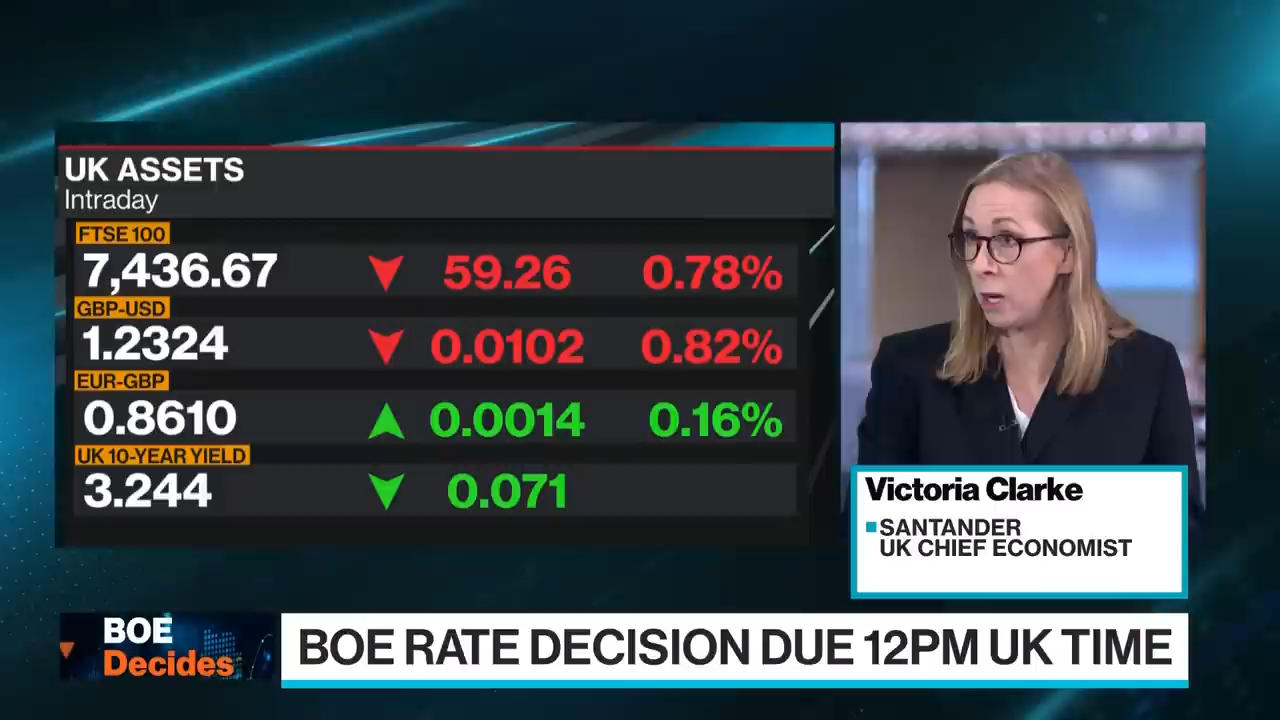 UK ASSETS
Intraday
FTSE 100
7,436.67 59.26 0.78%
GBP-USD
1.2324 0.0102 0.82%
EUR-GBP
0.8610 0.0014 0.16%
UK 10-YEAR YIELD
3.244 0.071
Victoria Clarke
SANTANDER
UK CHIEF ECONOMIST
BOE
Decides
BOE RATE DECISION DUE 12PM UK TIME